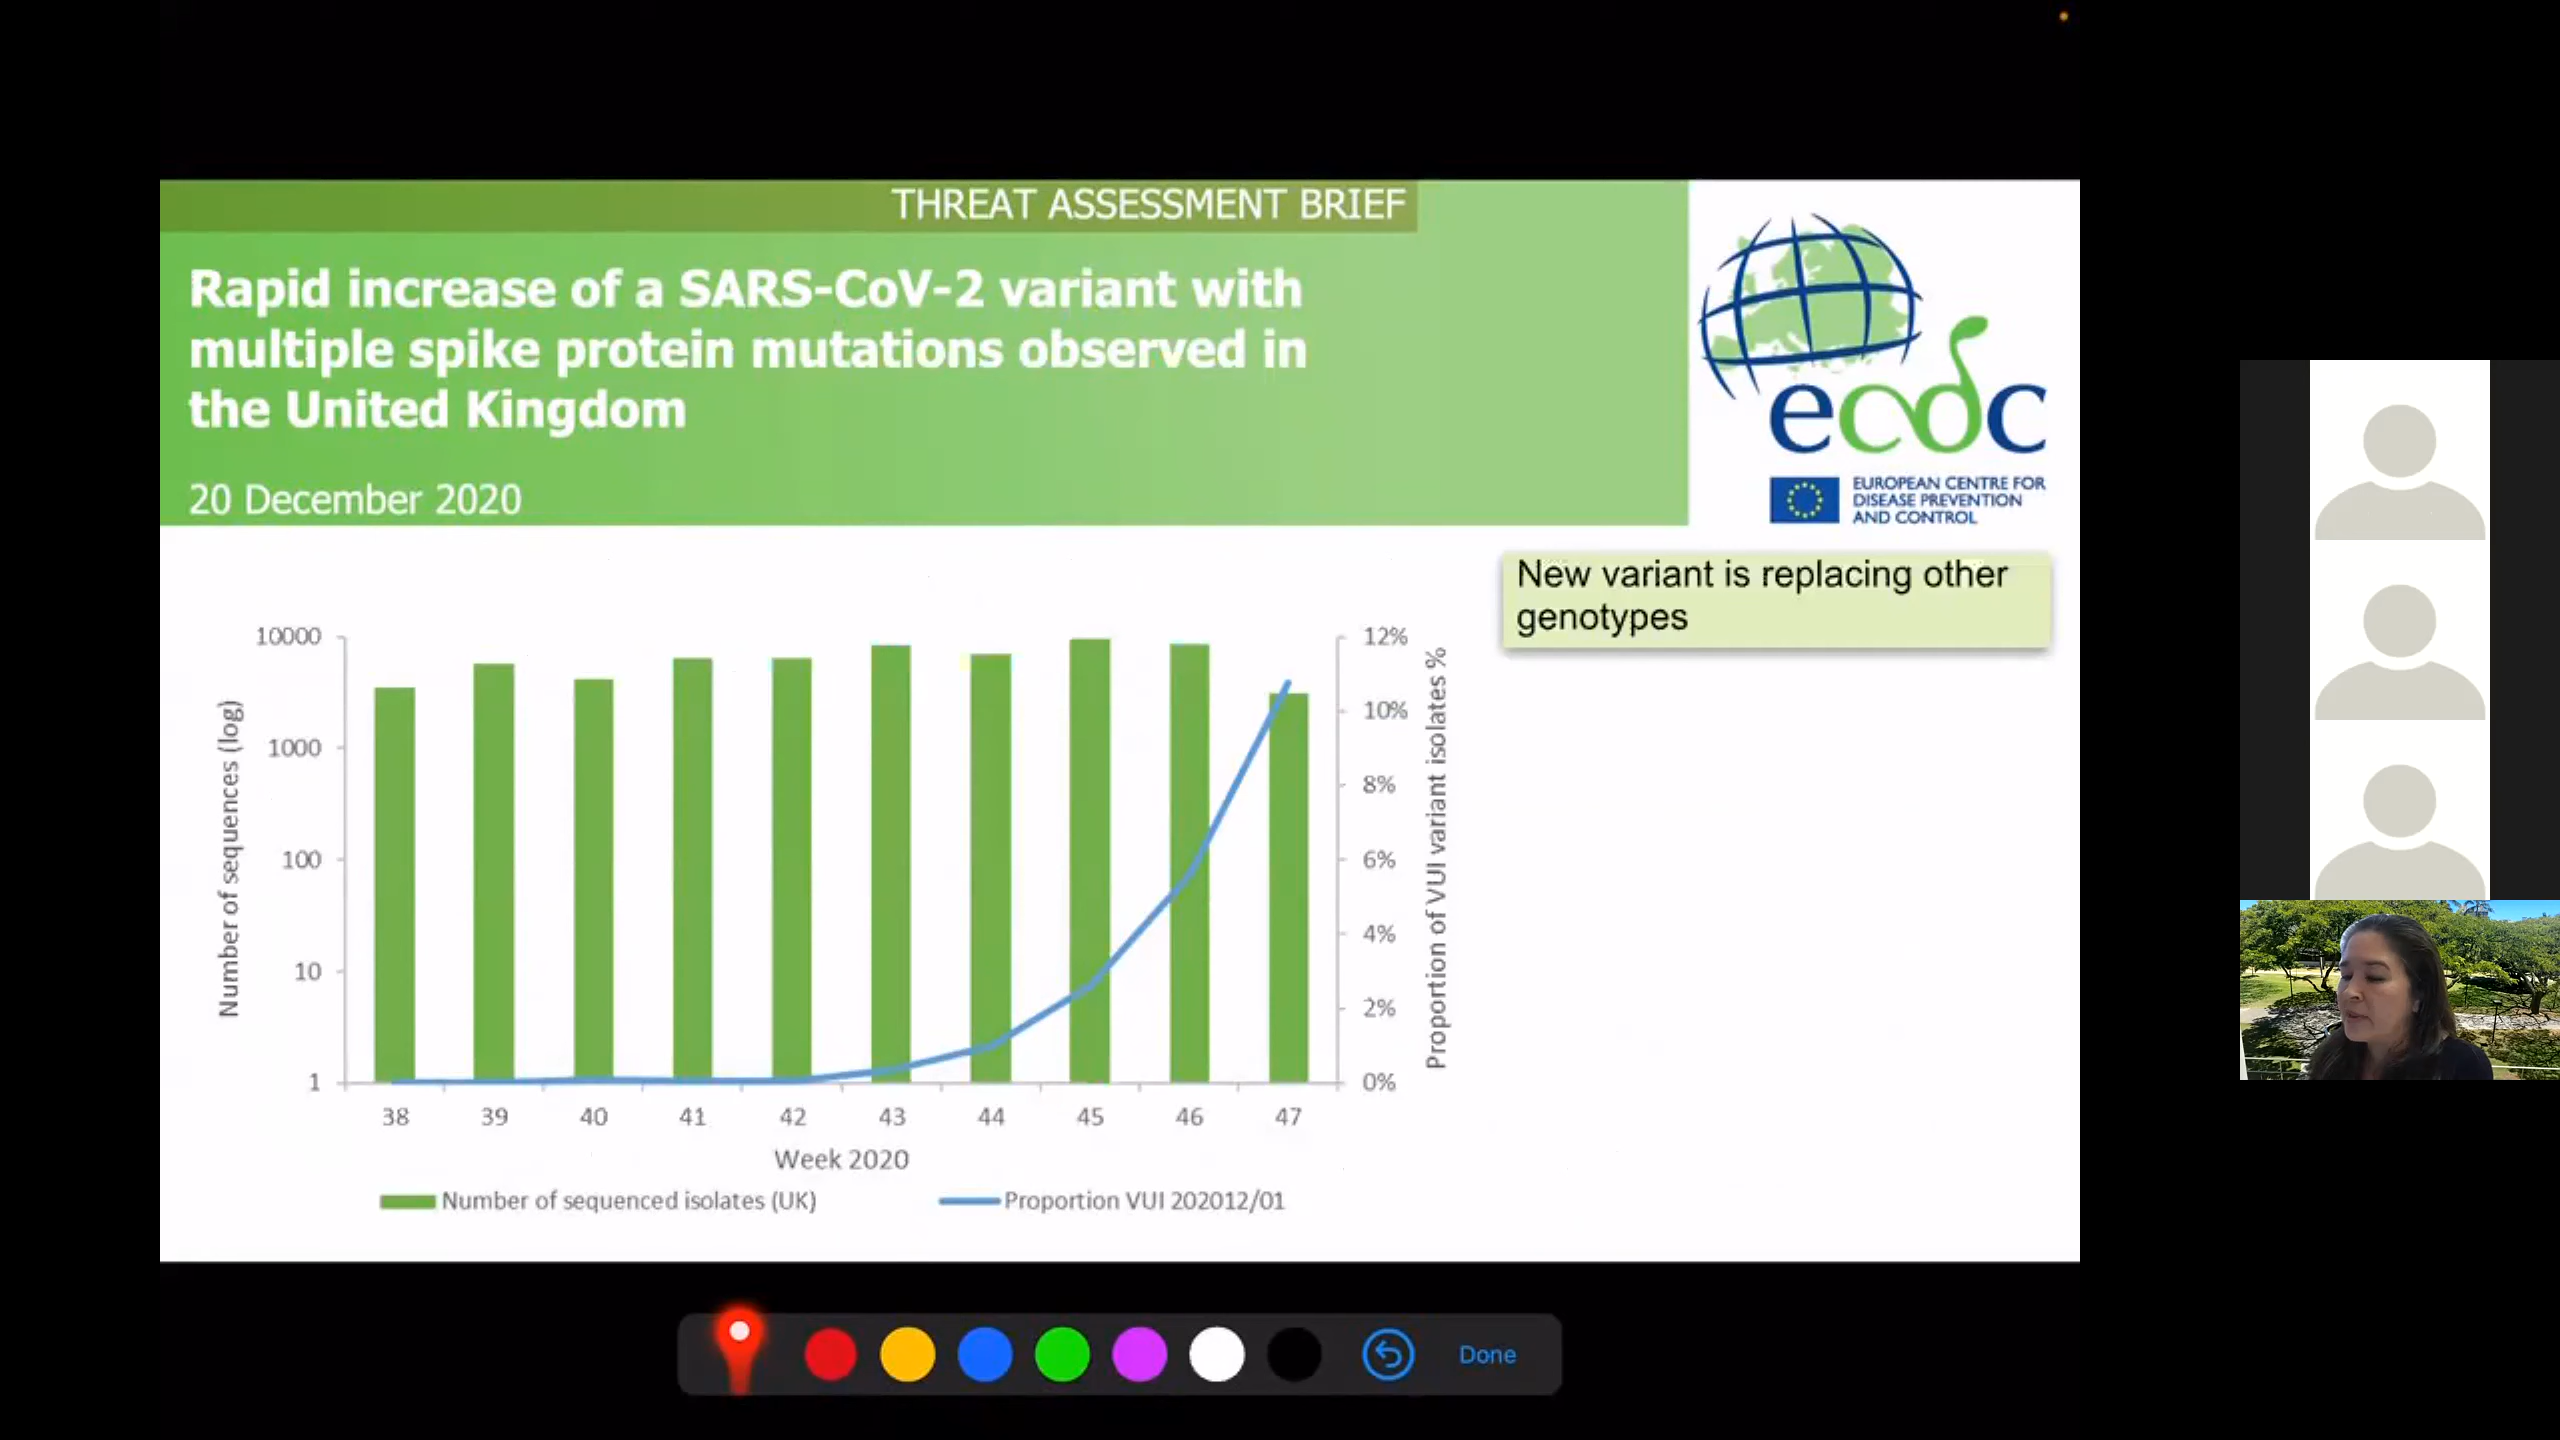 THREAT ASSESSMENT BRIEF
Rapid increase of a SARS-CoV-2 variant with
multiple spike protein mutations observed in
the United Kingdom
20 December 2020
ecdc
EUROPEAN CENTRE FOR
DISEASE PREVENTION
AND CONTROL
New variant is replacing other
genotypes
Number of sequences (log)
10000
1000
100
10
1
12%
10%
8%
6%
4%
2%
0%
Proportion of VUI variant isolates %
38 39 40 41 42 43 44 45 46 47
Week 2020
Number of sequenced isolates (UK)
Proportion VUI 202012/01
Done